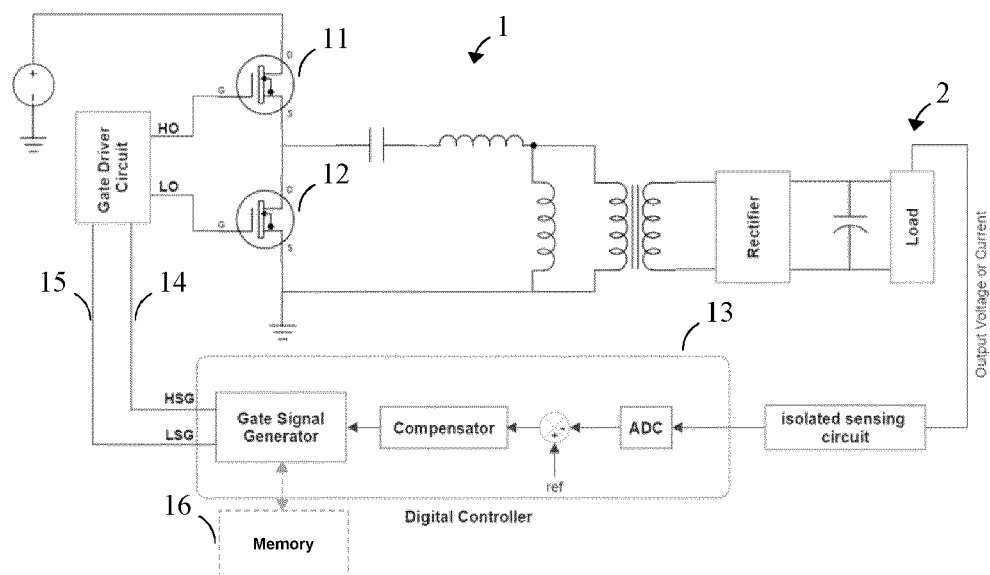 1
11
D
G
S
+
-
Gate Driver
Circuit
HO
LO
12
D
G
S
2
Rectifier
Load
Output Voltage or Current
15
14
13
HSG
LSG
Gate Signal
Generator
Compensator
-
+
ADC
isolated sensing
circuit
ref
Digital Controller
16
Memory